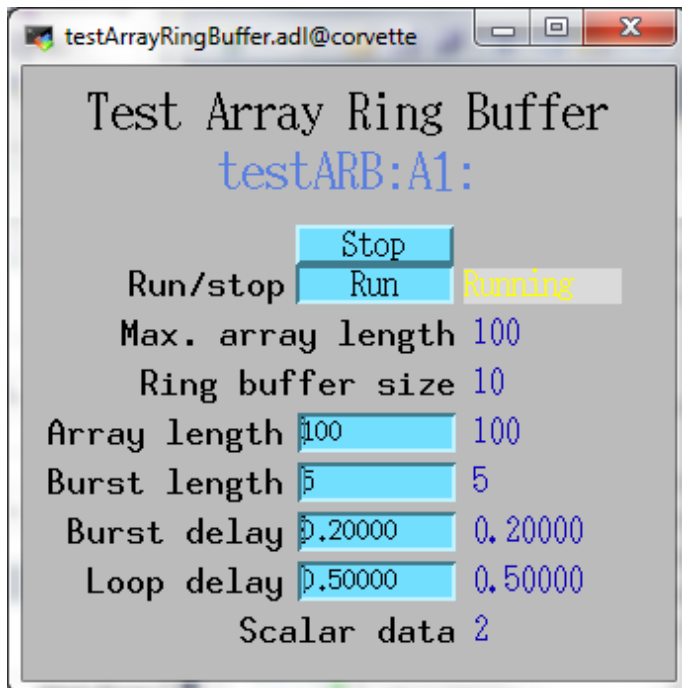 testArrayRingBuffer.adl@corvette
Test Array Ring Buffer
testARB:A1:
Stop
Run/stop Run Running
Max. array length 100
Ring buffer size 10
Array length 100 100
Burst length 5 5
Burst delay 0.20000 0.20000
Loop delay 0.50000 0.50000
Scalar data 2